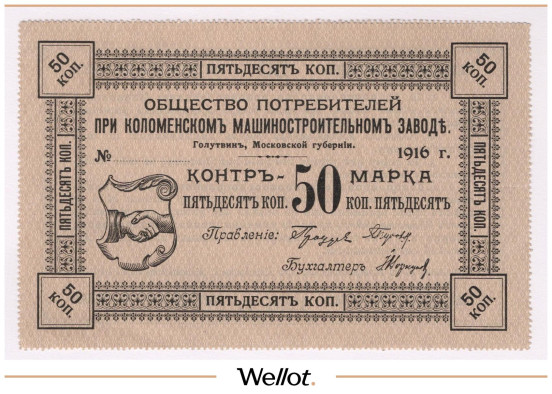 50 КОП.
ПЯТЬДЕСЯТЪ КОП.
50 КОП.
ОБЩЕСТВО ПОТРЕБИТЕЛЕЙ
ПРИ КОЛОМЕНСКОМЪ МАШИНОСТРОИТЕЛЬНОМЪ ЗАВОДѢ.
Голутвинъ, Московской губерніи.
№ 1916 г.
КОНТРЪ- 50 МАРКА
ПЯТЬДЕСЯТЪ КОП. КОП. ПЯТЬДЕСЯТЪ
Правленіе:
Бухгалтеръ
ПЯТЬДЕСЯТЪ КОП.
ПЯТЬДЕСЯТЪ КОП.
50 КОП.
ПЯТЬДЕСЯТЪ КОП.
50 КОП.
Wellot.